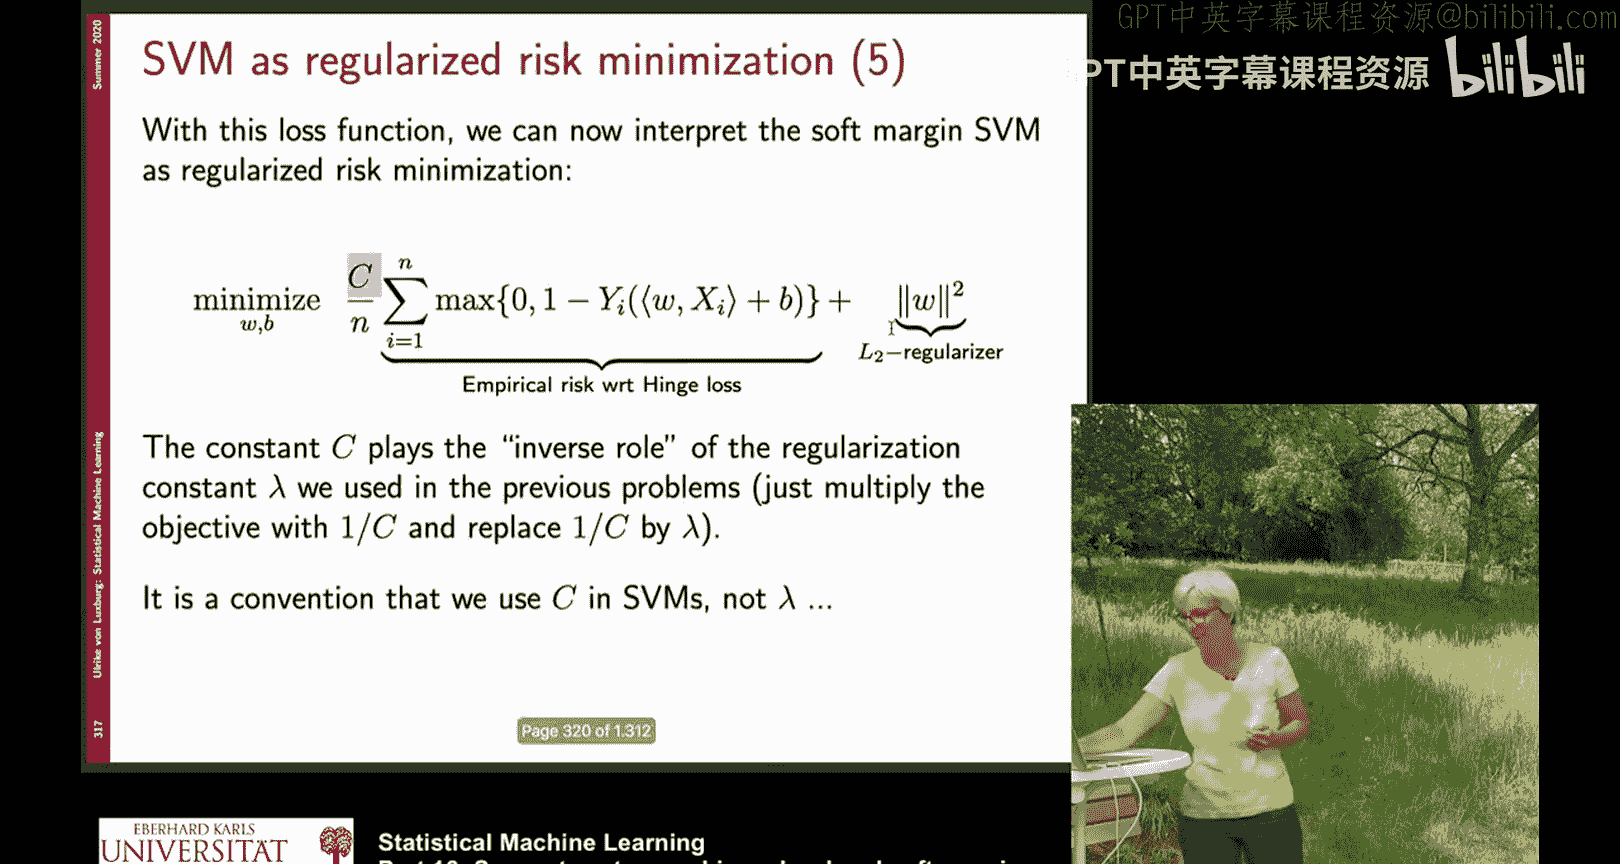 GPT中英字幕课程资源@bilibili.com
PT中英字幕课程资源 bilibili
Summer 2020
SVM as regularized risk minimization (5)
With this loss function, we can now interpret the soft margin SVM
as regularized risk minimization:
minimize_{w,b} C/n \sum_{i=1}^{n} max{0, 1 − Y_i(⟨w, X_i⟩ + b)} + ‖w‖²
L₂−regularizer
Empirical risk wrt Hinge loss
The constant C plays the “inverse role” of the regularization
constant λ we used in the previous problems (just multiply the
objective with 1/C and replace 1/C by λ).
It is a convention that we use C in SVMs, not λ ...
Ulrike von Luxburg: Statistical Machine Learning
317
Page 320 of 1.312
EBERHARD KARLS
UNIVERSITÄT
Statistical Machine Learning